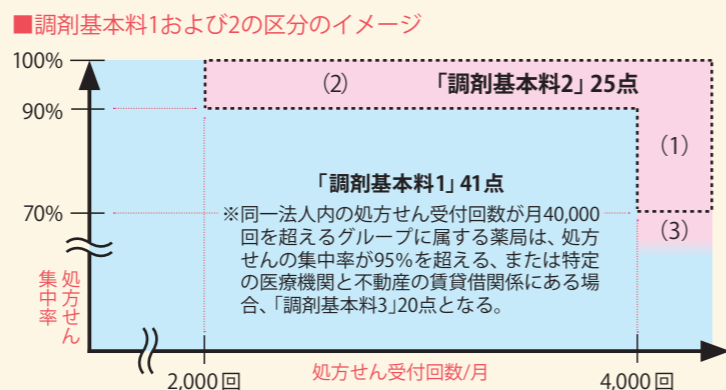 ■調剤基本料1および2の区分のイメージ
100%
(2)
「調剤基本料2」25点
90%
(1)
「調剤基本料1」41点
70%
※同一法人内の処方せん受付回数が月40,000
回を超えるグループに属する薬局は、処方
せんの集中率が95%を超える、または特定
の医療機関と不動産の賃貸借関係にある場
合、「調剤基本料3」20点となる。
(3)
処方せん
集中率
2,000回
処方せん受付回数/月
4,000回